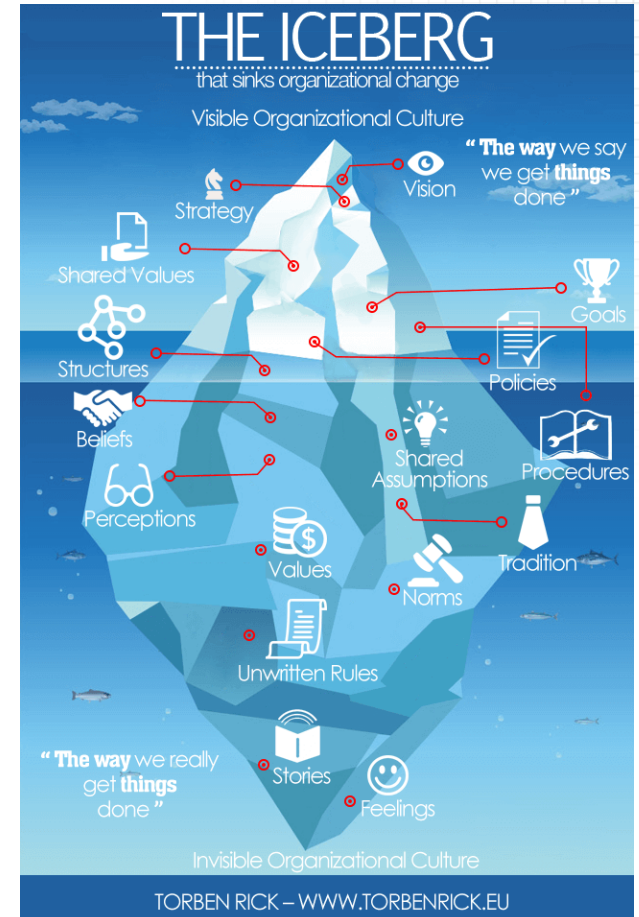 THE ICEBERG
that sinks organizational change
Visible Organizational Culture
“ The way we say
we get things
done ”
Vision
Strategy
Shared Values
Goals
Structures
Policies
Beliefs
Shared
Assumptions
Procedures
Perceptions
Tradition
Values
Norms
Unwritten Rules
“ The way we really
get things
done ”
Stories
Feelings
Invisible Organizational Culture
TORBEN RICK – WWW.TORBENRICK.EU